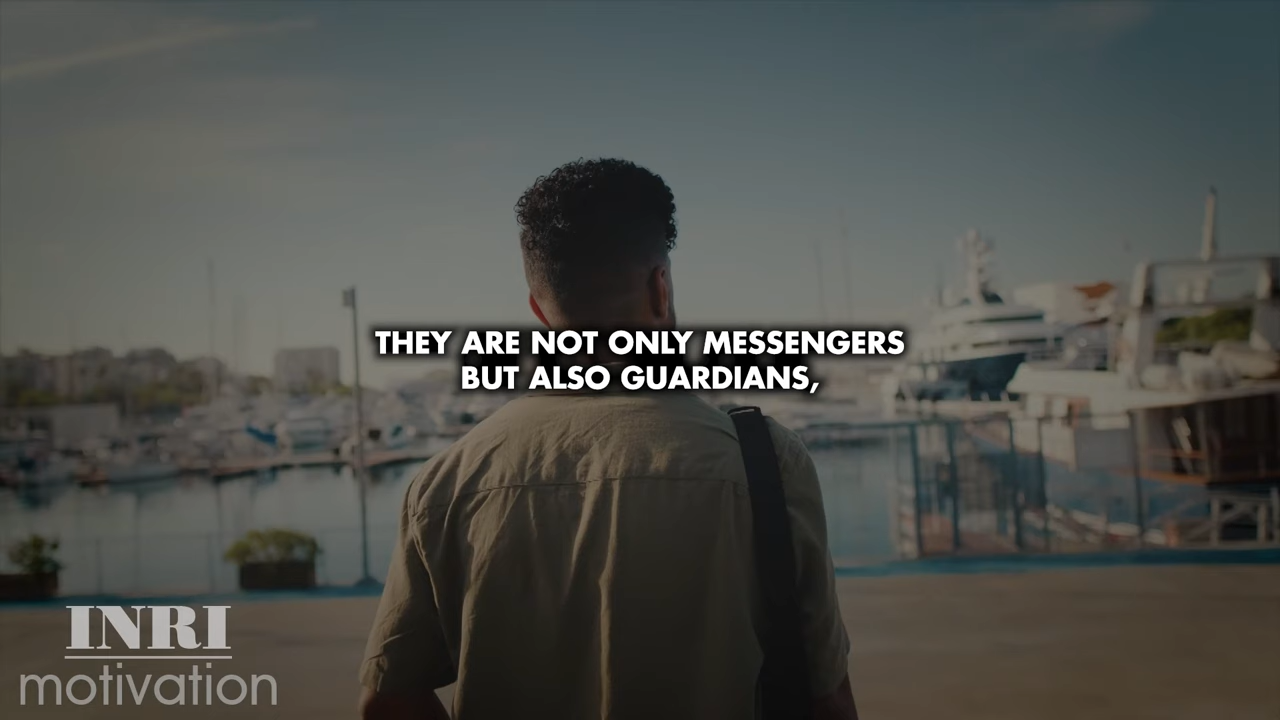 THEY ARE NOT ONLY MESSENGERS
BUT ALSO GUARDIANS,
INRI
motivation